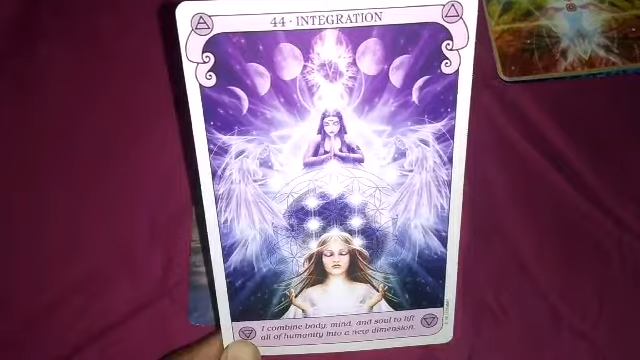 44 · INTEGRATION
I combine body, mind, and soul to lift
all of humanity into a new dimension.